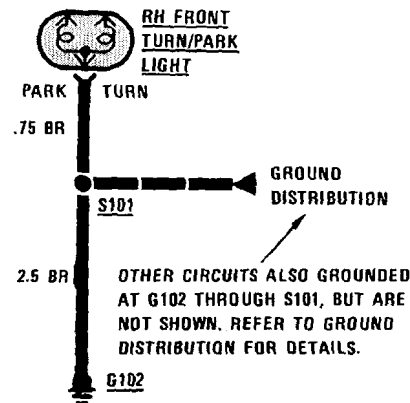 RH FRONT
TURN/PARK
LIGHT
PARK TURN
.75 BR
GROUND
DISTRIBUTION
S101
2.5 BR
OTHER CIRCUITS ALSO GROUNDED
AT G102 THROUGH S101, BUT ARE
NOT SHOWN. REFER TO GROUND
DISTRIBUTION FOR DETAILS.
G102